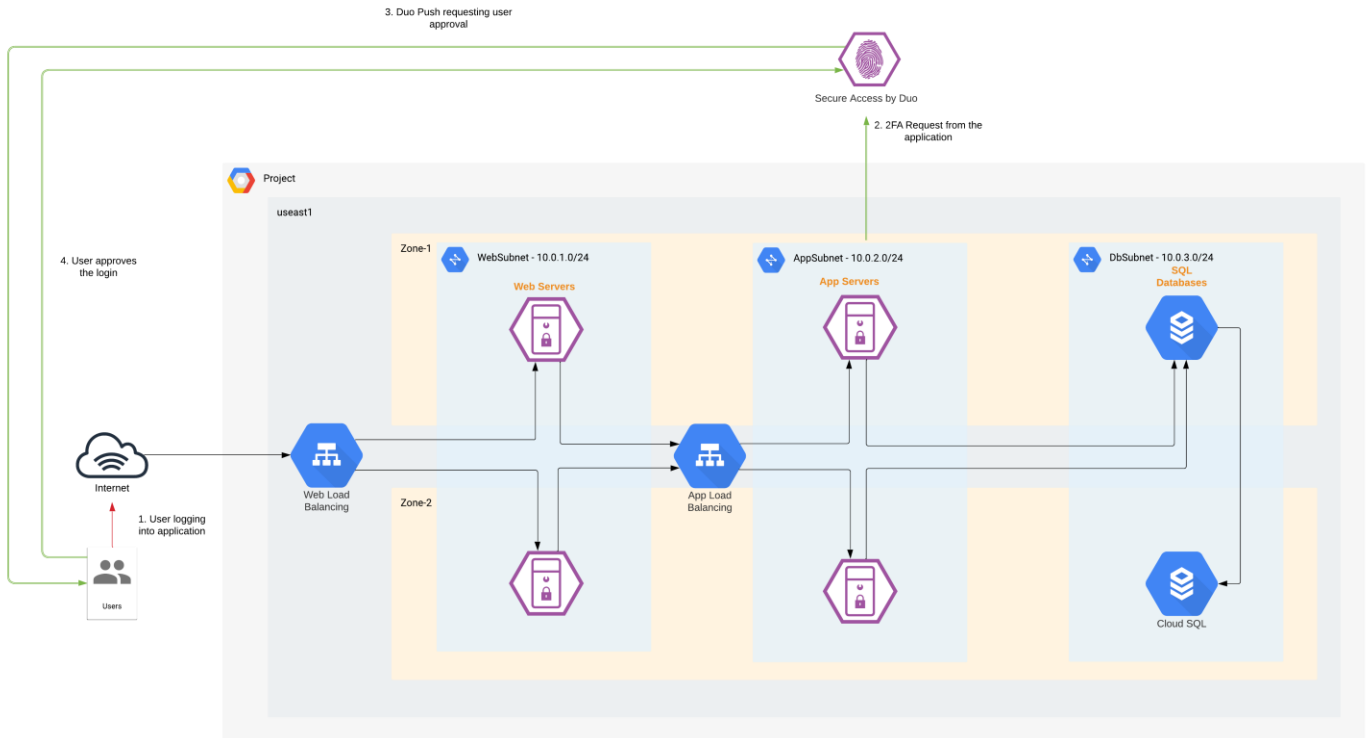 3. Duo Push requesting user
approval
Secure Access by Duo
2. 2FA Request from the
application
Project
useast1
4. User approves
the login
Zone-1
WebSubnet - 10.0.1.0/24
Web Servers
AppSubnet - 10.0.2.0/24
App Servers
DbSubnet - 10.0.3.0/24
SQL
Databases
Internet
Web Load
Balancing
App Load
Balancing
Zone-2
1. User logging
into application
Users
Cloud SQL